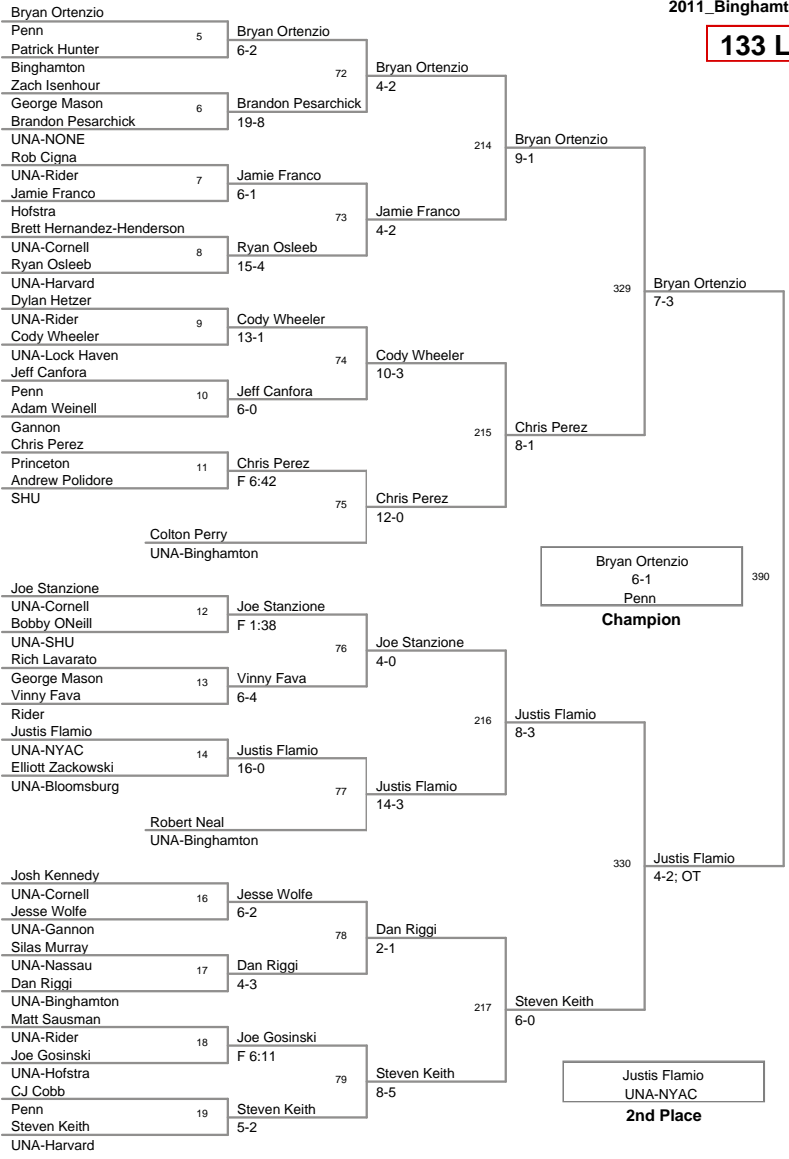 2011_Binghamt
133 L
Bryan Ortenzio
Penn
5
Patrick Hunter
Binghamton
Bryan Ortenzio
6-2
Zach Isenhour
George Mason
6
Brandon Pesarchick
UNA-NONE
Brandon Pesarchick
19-8
72
Bryan Ortenzio
4-2
Rob Cigna
UNA-Rider
7
Jamie Franco
Hofstra
Jamie Franco
6-1
Brett Hernandez-Henderson
UNA-Cornell
8
Ryan Osleeb
UNA-Harvard
Ryan Osleeb
15-4
73
Jamie Franco
4-2
214
Bryan Ortenzio
9-1
Dylan Hetzer
UNA-Rider
9
Cody Wheeler
UNA-Lock Haven
Cody Wheeler
13-1
Jeff Canfora
Penn
10
Adam Weinell
Gannon
Jeff Canfora
6-0
74
Cody Wheeler
10-3
Chris Perez
Princeton
11
Andrew Polidore
SHU
Chris Perez
F 6:42
Colton Perry
UNA-Binghamton
75
Chris Perez
12-0
215
Chris Perez
8-1
329
Bryan Ortenzio
7-3
Bryan Ortenzio
6-1
Penn
Champion
390
Joe Stanzione
UNA-Cornell
12
Bobby ONeill
UNA-SHU
Joe Stanzione
F 1:38
Rich Lavarato
George Mason
13
Vinny Fava
Rider
Vinny Fava
6-4
76
Joe Stanzione
4-0
Justis Flamio
UNA-NYAC
14
Elliott Zackowski
UNA-Bloomsburg
Justis Flamio
16-0
Robert Neal
UNA-Binghamton
77
Justis Flamio
14-3
216
Justis Flamio
8-3
Josh Kennedy
UNA-Cornell
16
Jesse Wolfe
UNA-Gannon
Jesse Wolfe
6-2
Silas Murray
UNA-Nassau
17
Dan Riggi
UNA-Binghamton
Dan Riggi
4-3
78
Dan Riggi
2-1
Matt Sausman
UNA-Rider
18
Joe Gosinski
UNA-Hofstra
Joe Gosinski
F 6:11
CJ Cobb
Penn
19
Steven Keith
UNA-Harvard
Steven Keith
5-2
79
Steven Keith
8-5
217
Steven Keith
6-0
330
Justis Flamio
4-2; OT
Justis Flamio
UNA-NYAC
2nd Place